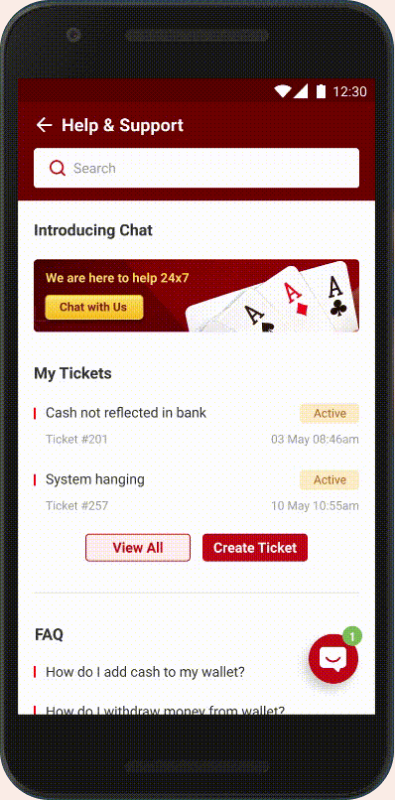 12:30
Help & Support
Search
Introducing Chat
We are here to help 24x7
Chat with Us
A A A
My Tickets
Cash not reflected in bank Active
Ticket #201 03 May 08:46am
System hanging Active
Ticket #257 10 May 10:55am
View All Create Ticket
FAQ
1
How do I add cash to my wallet?
How do I withdraw money from wallet?